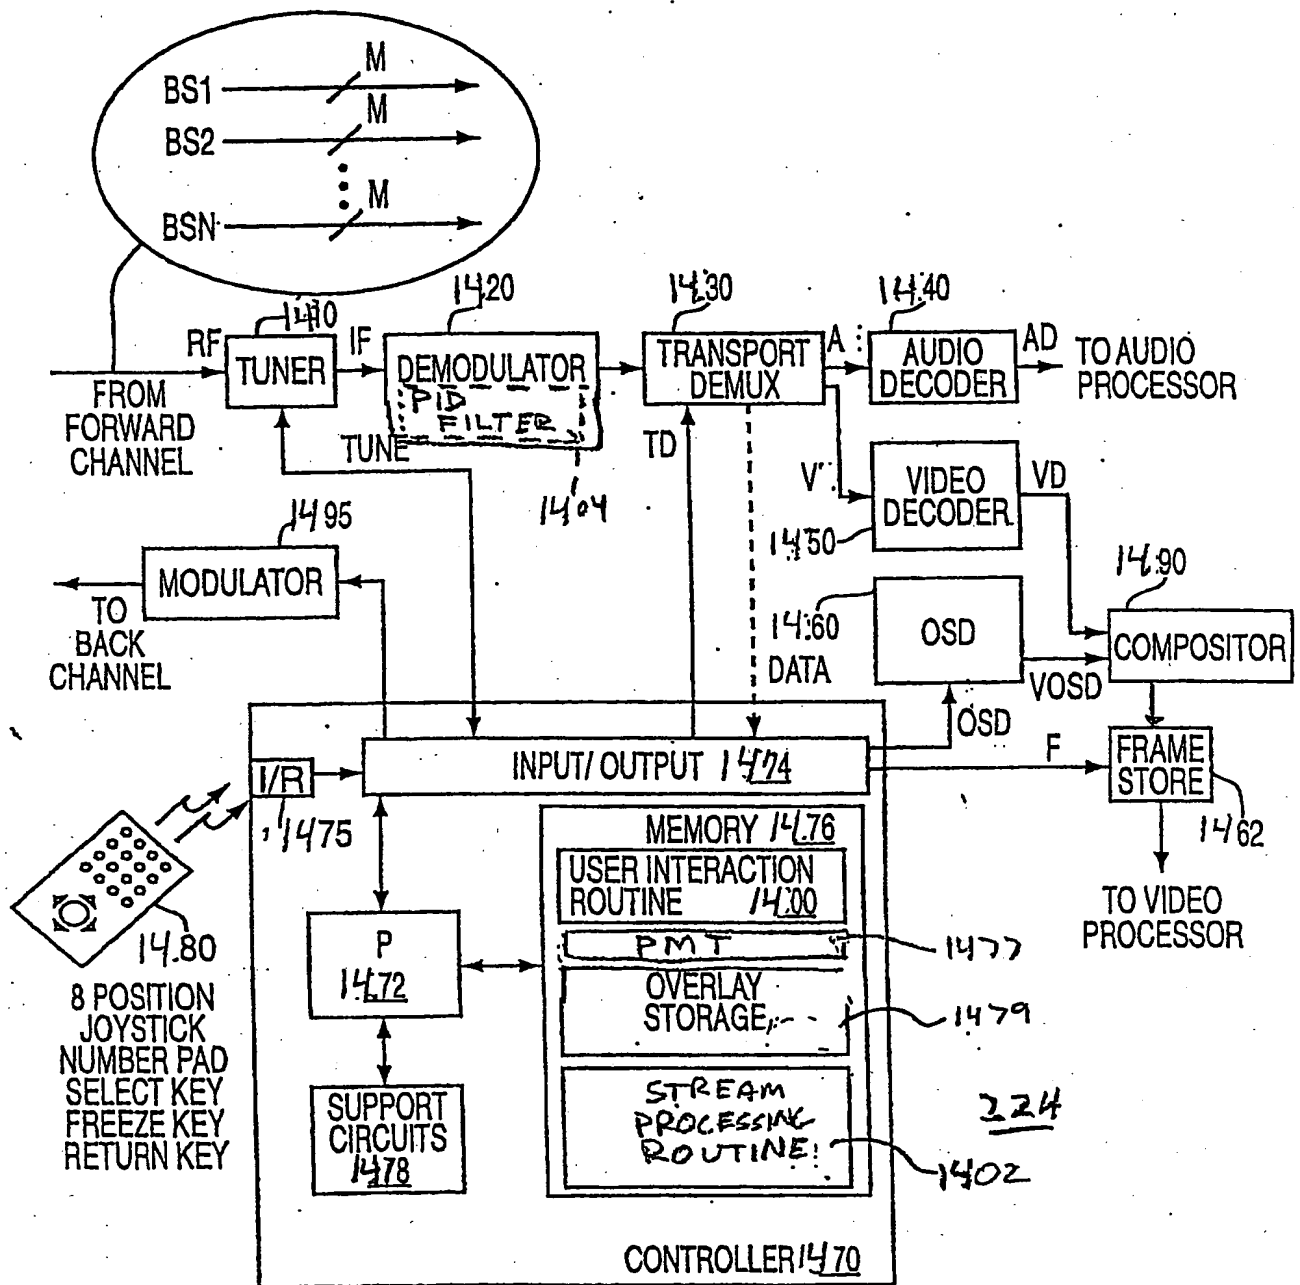 BS1 M
BS2 M
BSN M
1410
1420
1430
1440
RF
TUNER
IF
DEMODULATOR
PID
FILTER
TRANSPORT
DEMUX
A
AUDIO
DECODER
AD
TO AUDIO
PROCESSOR
FROM
FORWARD
CHANNEL
TUNE
1404
TD
V
VIDEO
DECODER
VD
1450
1495
MODULATOR
TO
BACK
CHANNEL
1460
OSD
DATA
VOSD
1490
COMPOSITOR
OSD
F
FRAME
STORE
1462
TO VIDEO
PROCESSOR
I/R
1475
INPUT/OUTPUT 1474
MEMORY 1476
USER INTERACTION
ROUTINE 1400
PMT
1477
OVERLAY
STORAGE
1479
STREAM
PROCESSING
ROUTINE
1402
P
1472
SUPPORT
CIRCUITS
1478
1480
8 POSITION
JOYSTICK
NUMBER PAD
SELECT KEY
FREEZE KEY
RETURN KEY
224
CONTROLLER 1470